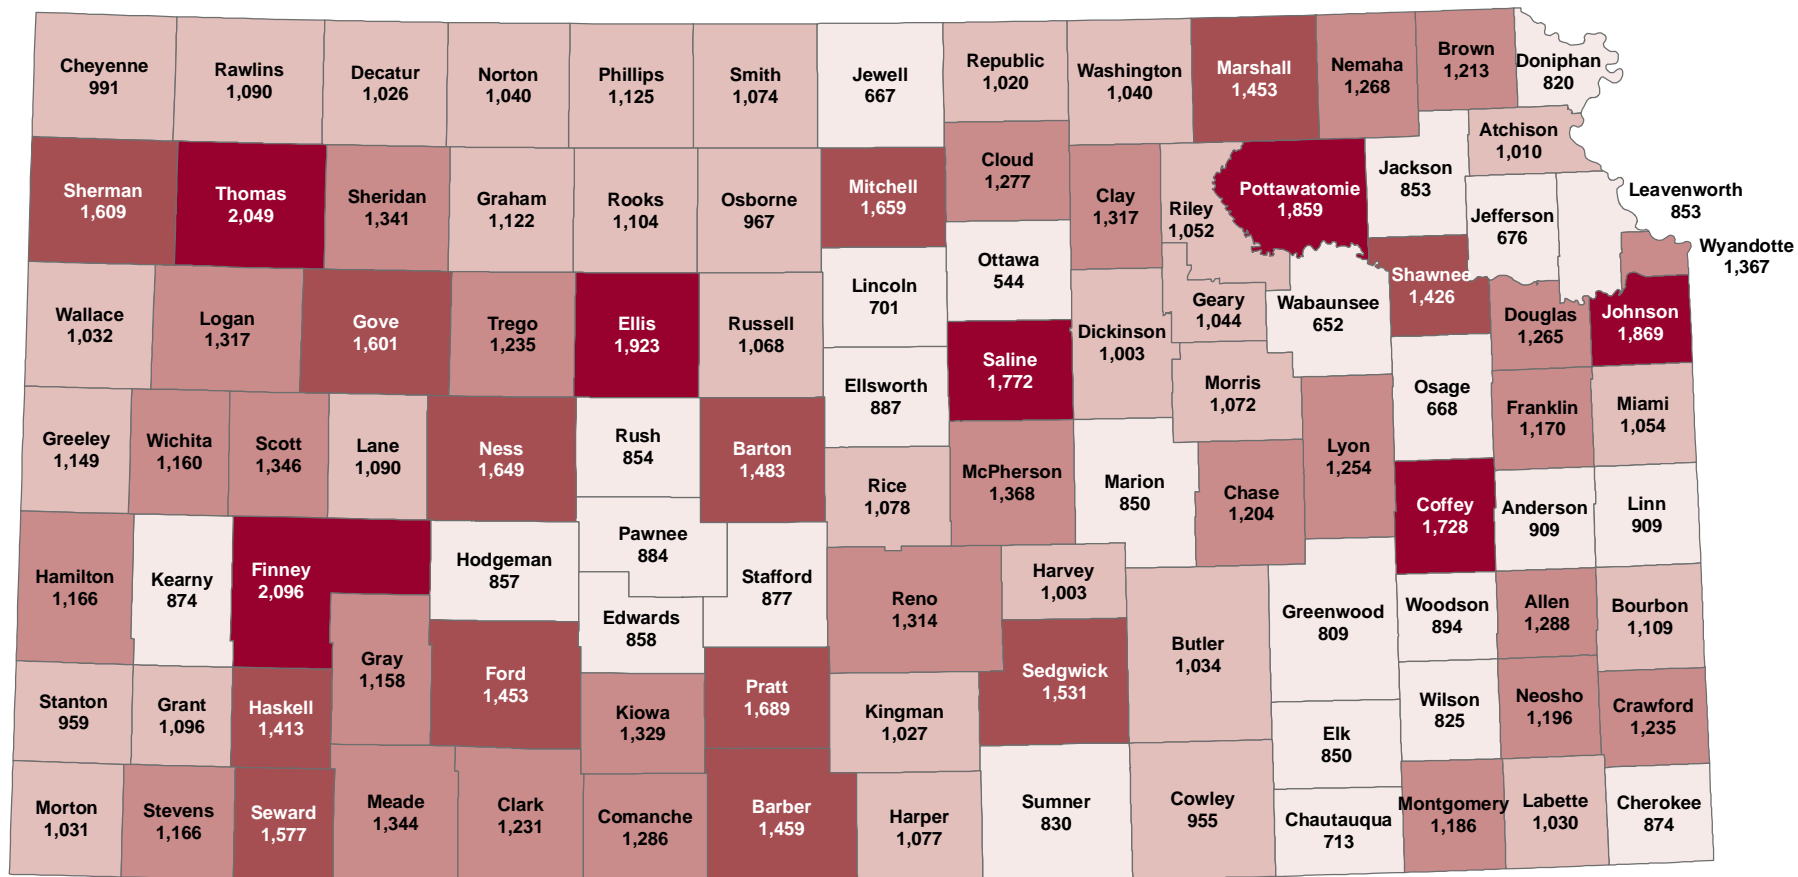 Cheyenne
991
Rawlins
1,090
Decatur
1,026
Norton
1,040
Phillips
1,125
Smith
1,074
Jewell
667
Republic
1,020
Washington
1,040
Marshall
1,453
Nemaha
1,268
Brown
1,213
Doniphan
820
Sherman
1,609
Thomas
2,049
Sheridan
1,341
Graham
1,122
Rooks
1,104
Osborne
967
Mitchell
1,659
Cloud
1,277
Clay
1,317
Riley
1,052
Pottawatomie
1,859
Jackson
853
Atchison
1,010
Jefferson
676
Leavenworth
853
Wyandotte
1,367
Wallace
1,032
Logan
1,317
Gove
1,601
Trego
1,235
Ellis
1,923
Russell
1,068
Lincoln
701
Ottawa
544
Saline
1,772
Dickinson
1,003
Geary
1,044
Wabaunsee
652
Shawnee
1,426
Douglas
1,265
Johnson
1,869
Greeley
1,149
Wichita
1,160
Scott
1,346
Lane
1,090
Ness
1,649
Rush
854
Barton
1,483
Ellsworth
887
Rice
1,078
McPherson
1,368
Marion
850
Morris
1,072
Chase
1,204
Lyon
1,254
Osage
668
Franklin
1,170
Miami
1,054
Coffey
1,728
Anderson
909
Linn
909
Hamilton
1,166
Kearny
874
Finney
2,096
Hodgeman
857
Pawnee
884
Edwards
858
Stafford
877
Reno
1,314
Harvey
1,003
Butler
1,034
Greenwood
809
Woodson
894
Allen
1,288
Bourbon
1,109
Stanton
959
Grant
1,096
Haskell
1,413
Gray
1,158
Ford
1,453
Kiowa
1,329
Pratt
1,689
Kingman
1,027
Sedgwick
1,531
Elk
850
Wilson
825
Neosho
1,196
Crawford
1,235
Morton
1,031
Stevens
1,166
Seward
1,577
Meade
1,344
Clark
1,231
Comanche
1,286
Barber
1,459
Harper
1,077
Sumner
830
Cowley
955
Chautauqua
713
Montgomery
1,186
Labette
1,030
Cherokee
874